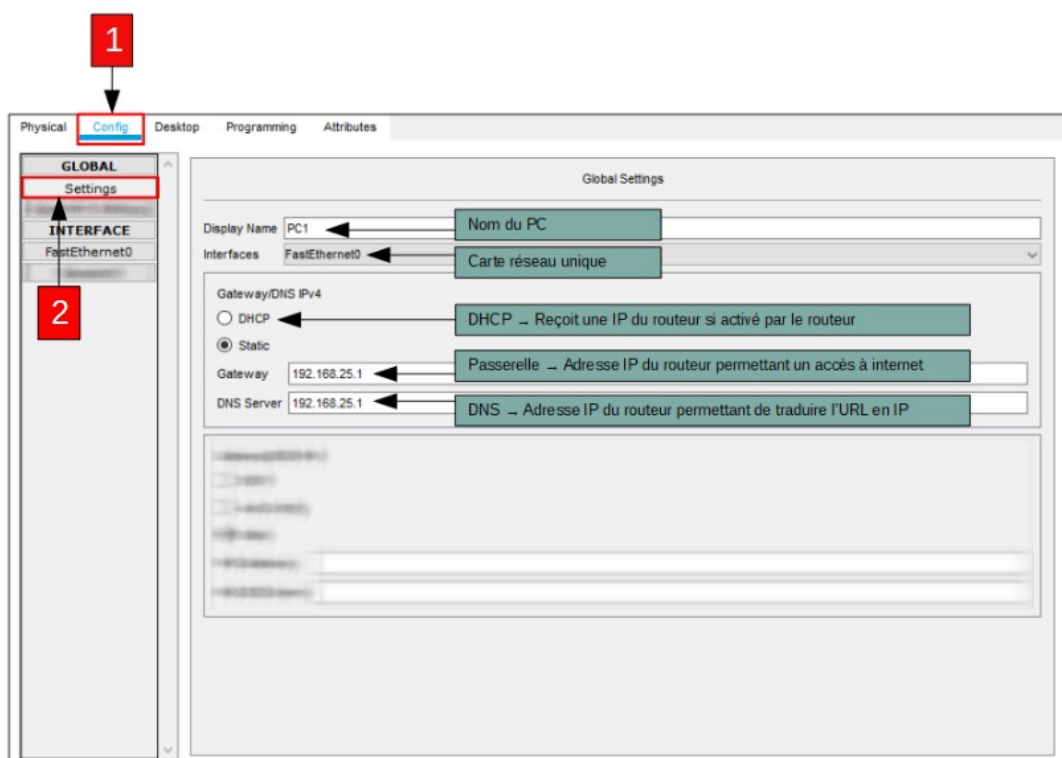 1
Physical Config Desktop Programming Attributes
GLOBAL
Settings
INTERFACE
FastEthernet0
2
Global Settings
Display Name PC1
Nom du PC
Interfaces FastEthernet0
Carte réseau unique
Gateway/DNS IPv4
DHCP
DHCP → Reçoit une IP du routeur si activé par le routeur
Static
Gateway 192.168.25.1
Passerelle → Adresse IP du routeur permettant un accès à internet
DNS Server 192.168.25.1
DNS → Adresse IP du routeur permettant de traduire l'URL en IP